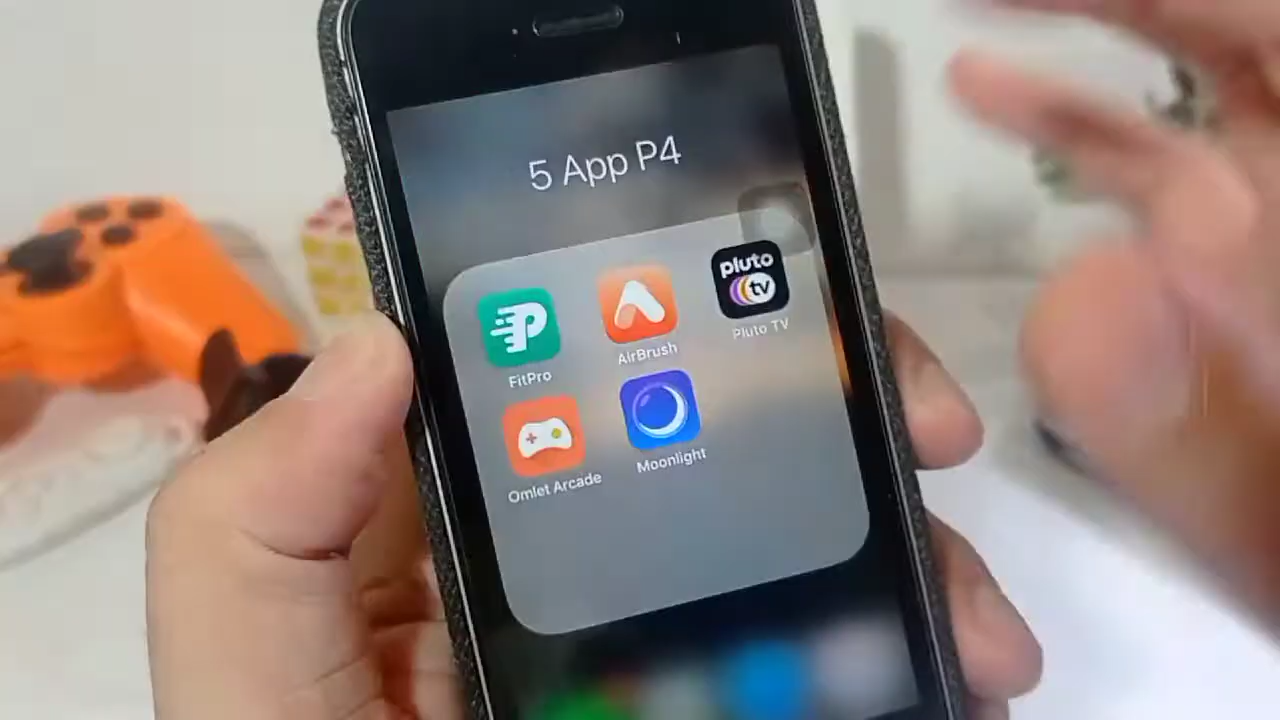 5 App P4
pluto
tv
FitPro
AirBrush
Pluto TV
Omlet Arcade
Moonlight